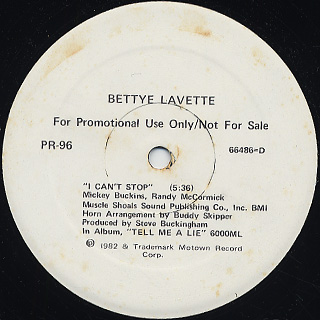 BETTYE LAVETTE
For Promotional Use Only/Not For Sale
PR-96 66486=D
"I CAN'T STOP" (5:36)
Mickey Buckins, Randy McCormick
Muscle Shoals Sound Publishing Co., Inc. BMI
Horn Arrangement by Buddy Skipper
Produced by Steve Buckingham
In Album, "TELL ME A LIE" 6000ML
℗ 1982 & Trademark Motown Record
Corp.